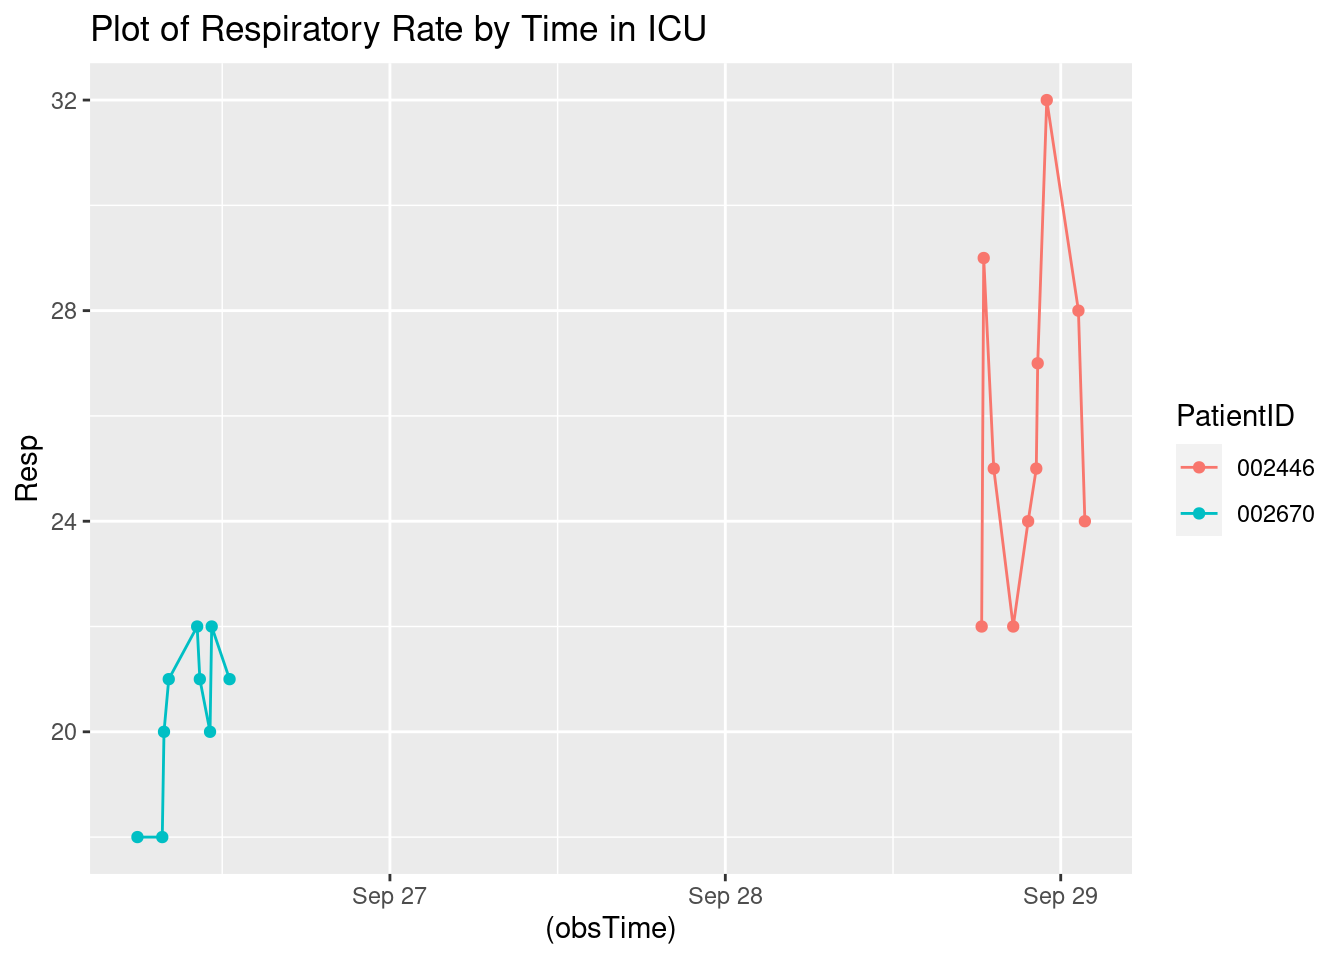 Plot of Respiratory Rate by Time in ICU
32
28
24
20
Resp
Sep 27
Sep 28
Sep 29
(obsTime)
PatientID
002446
002670